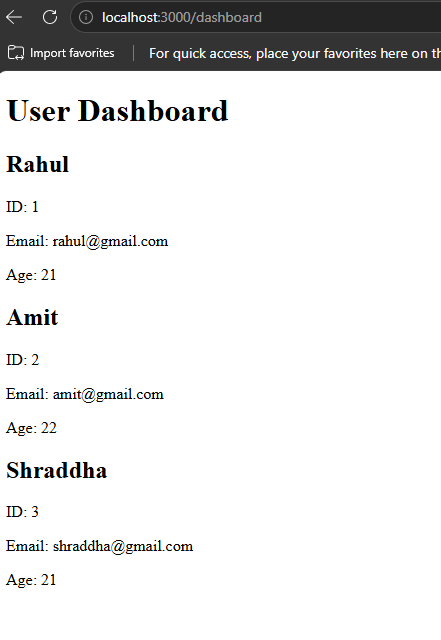 localhost:3000/dashboard
Import favorites
For quick access, place your favorites here on th
User Dashboard
Rahul
ID: 1
Email: rahul@gmail.com
Age: 21
Amit
ID: 2
Email: amit@gmail.com
Age: 22
Shraddha
ID: 3
Email: shraddha@gmail.com
Age: 21